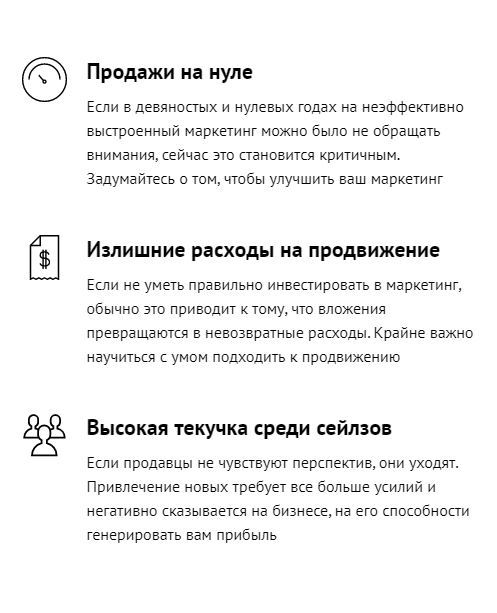 Продажи на нуле
Если в девяностых и нулевых годах на неэффективно
выстроенный маркетинг можно было не обращать
внимания, сейчас это становится критичным.
Задумайтесь о том, чтобы улучшить ваш маркетинг
$
Излишние расходы на продвижение
Если не уметь правильно инвестировать в маркетинг,
обычно это приводит к тому, что вложения
превращаются в невозвратные расходы. Крайне важно
научиться с умом подходить к продвижению
Высокая текучка среди сейлзов
Если продавцы не чувствуют перспектив, они уходят.
Привлечение новых требует все больше усилий и
негативно сказывается на бизнесе, на его способности
генерировать вам прибыль